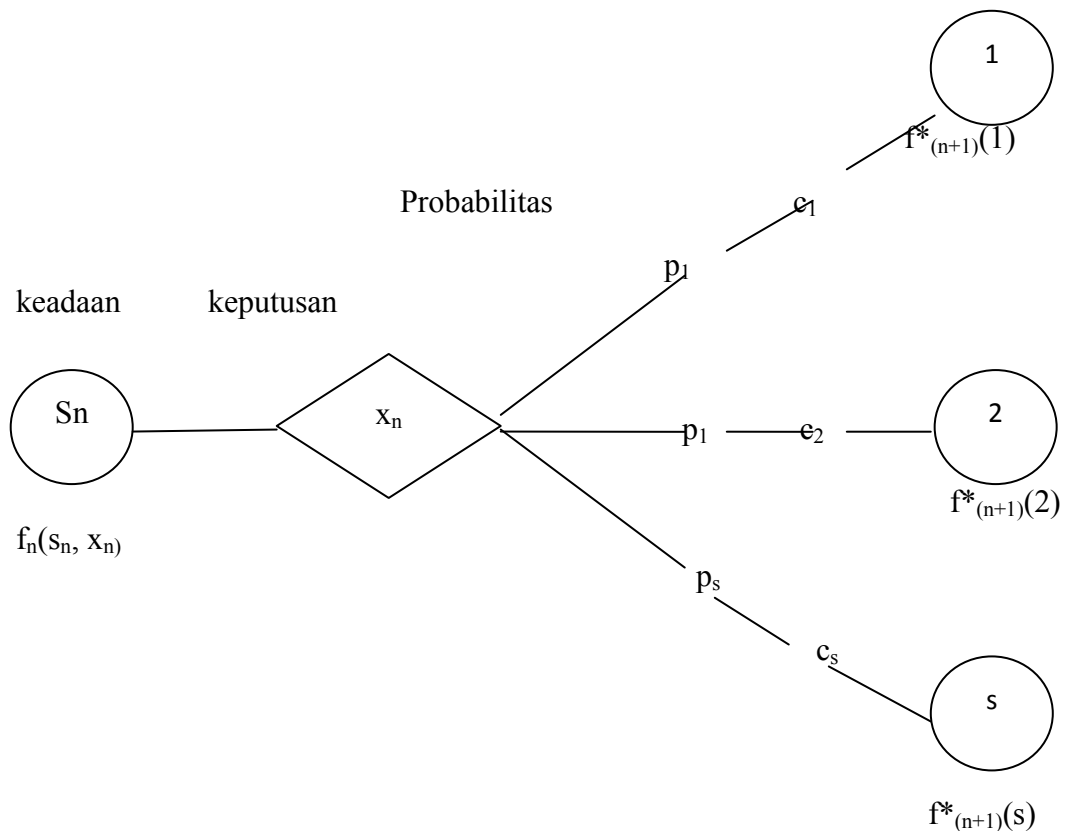 1
f*(n+1)(1)
Probabilitas
c1
p1
keadaan
keputusan
Sn
xn
p1
c2
2
f*(n+1)(2)
fn(sn, xn)
ps
cs
s
f*(n+1)(s)